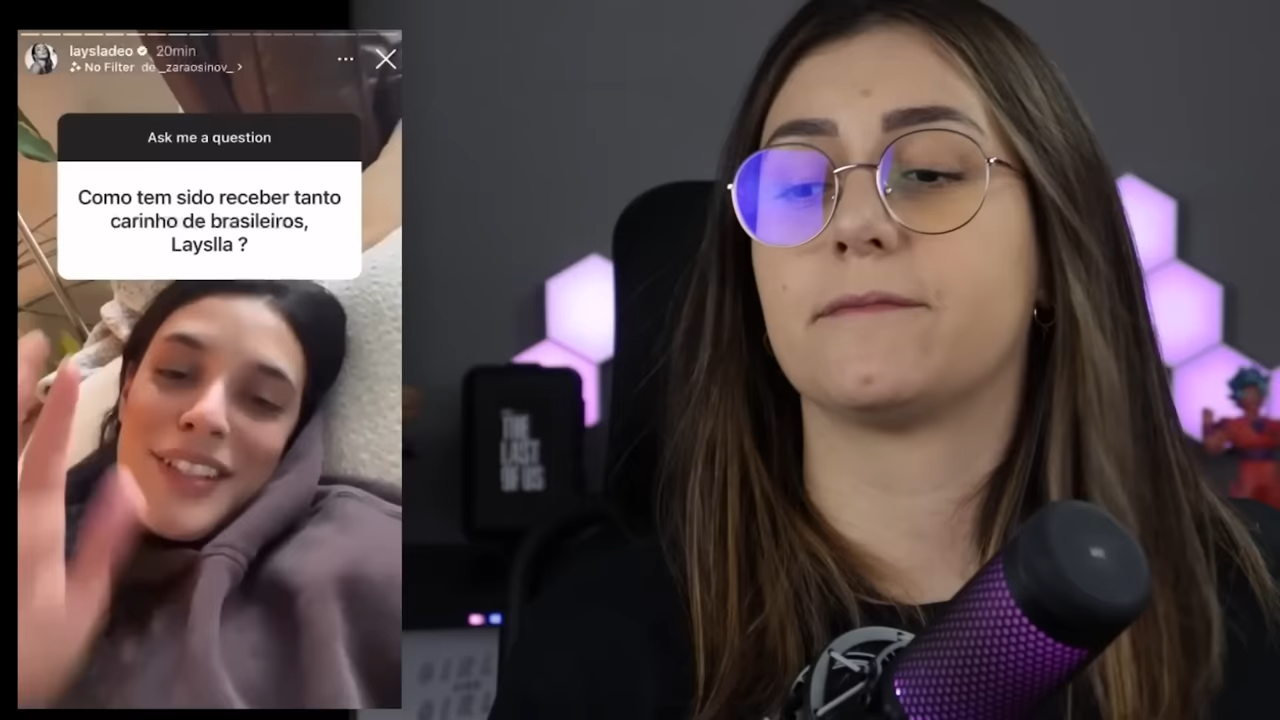 laysladeo 20min
No Filter de _zaraosinov_ >
Ask me a question
Como tem sido receber tanto
carinho de brasileiros,
Layslla ?
THE
LAST
OF US